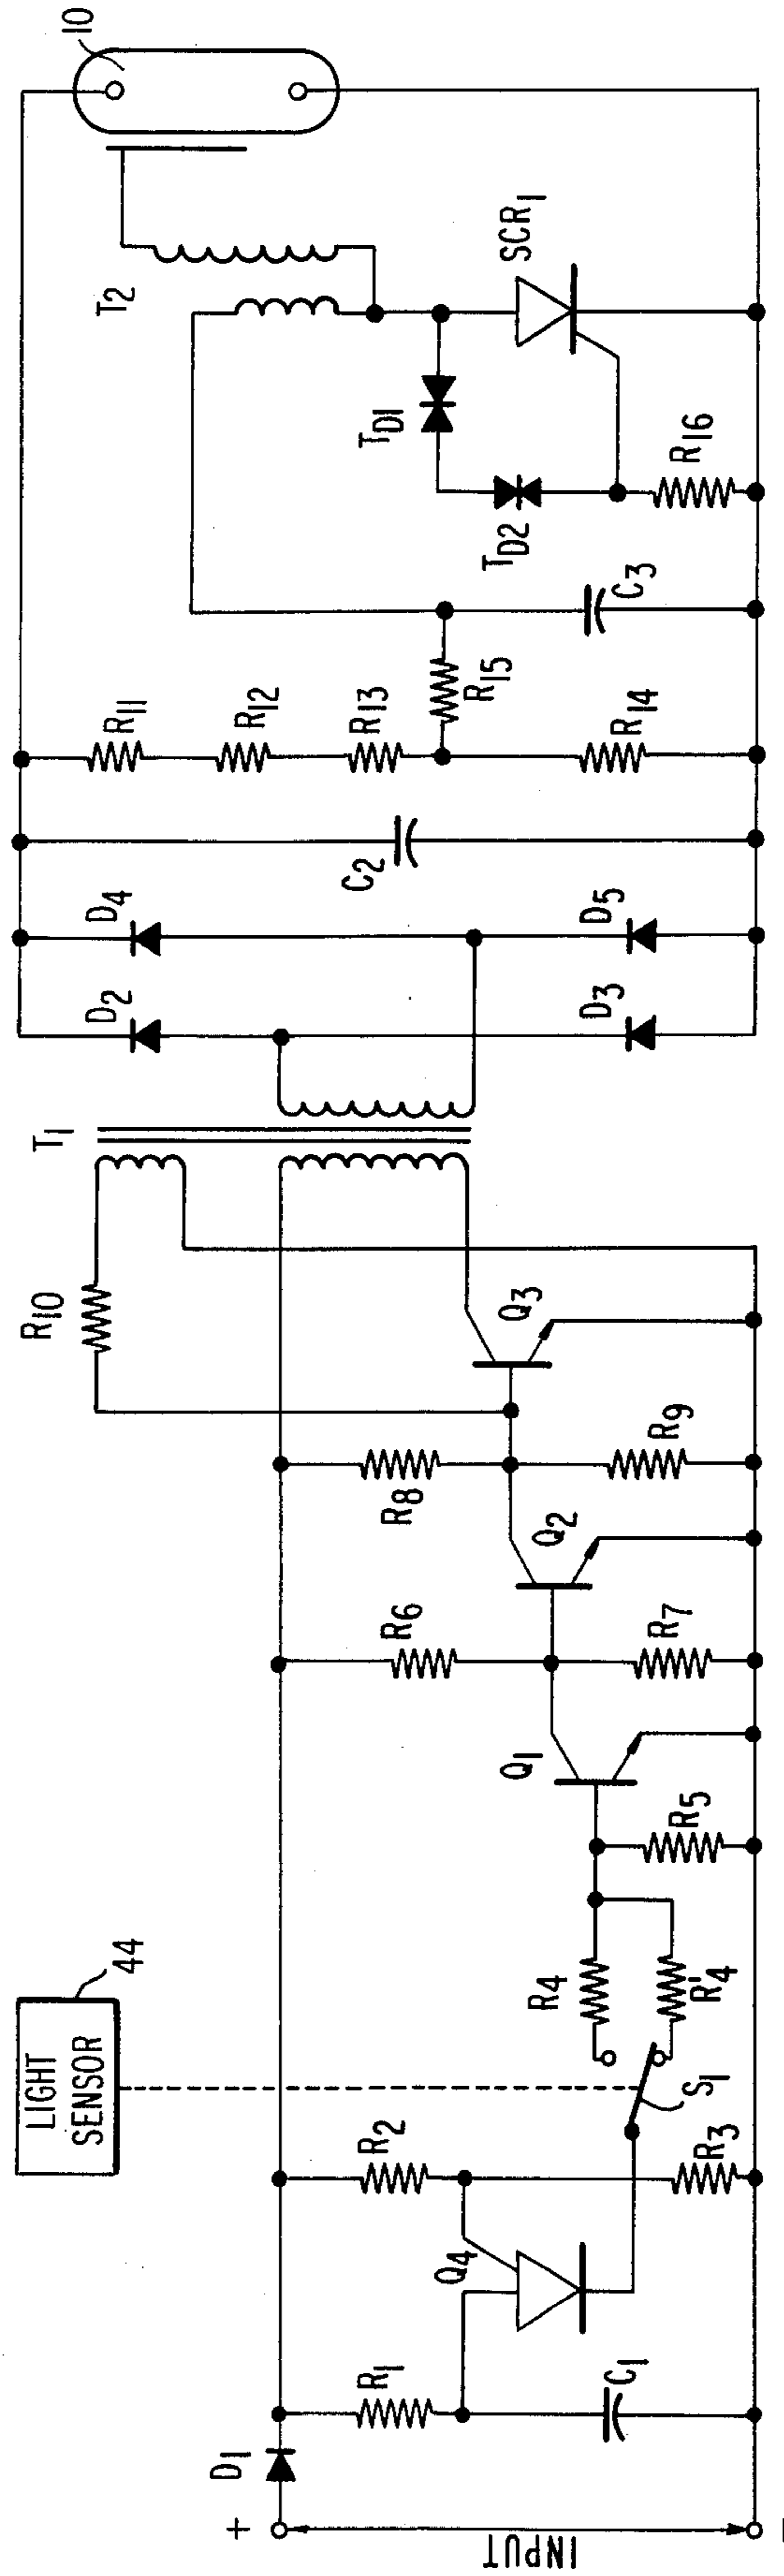 LIGHT
SENSOR
44
+
INPUT
-
D1
R1
C1
Q4
R2
R3
S1
R4
R'4
R5
Q1
R6
R7
Q2
R8
R9
Q3
R10
T1
D2
D3
D4
D5
C2
R11
R12
R13
R14
R15
C3
TD1
TD2
R16
SCR1
T2
10